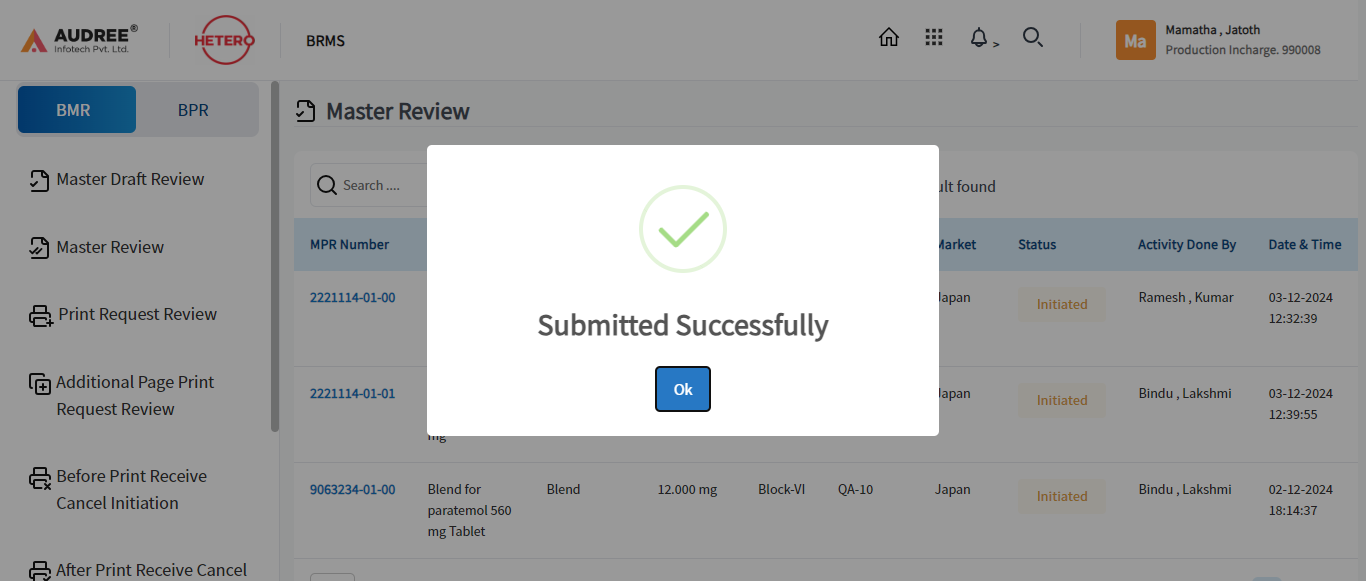 AUDREE®
Infotech Pvt. Ltd.
HETERO
BRMS
>
Ma
Mamatha , Jatoth
Production Incharge. 990008
BMR
BPR
Master Draft Review
Master Review
Print Request Review
Additional Page Print
Request Review
Before Print Receive
Cancel Initiation
After Print Receive Cancel
Master Review
Search ....
found
MPR Number
Market
Status
Activity Done By
Date & Time
2221114-01-00
Japan
Initiated
Ramesh , Kumar
03-12-2024
12:32:39
2221114-01-01
mg
Japan
Initiated
Bindu , Lakshmi
03-12-2024
12:39:55
9063234-01-00
Blend for
paratemol 560
mg Tablet
Blend
12.000 mg
Block-VI
QA-10
Japan
Initiated
Bindu , Lakshmi
02-12-2024
18:14:37
Submitted Successfully
Ok